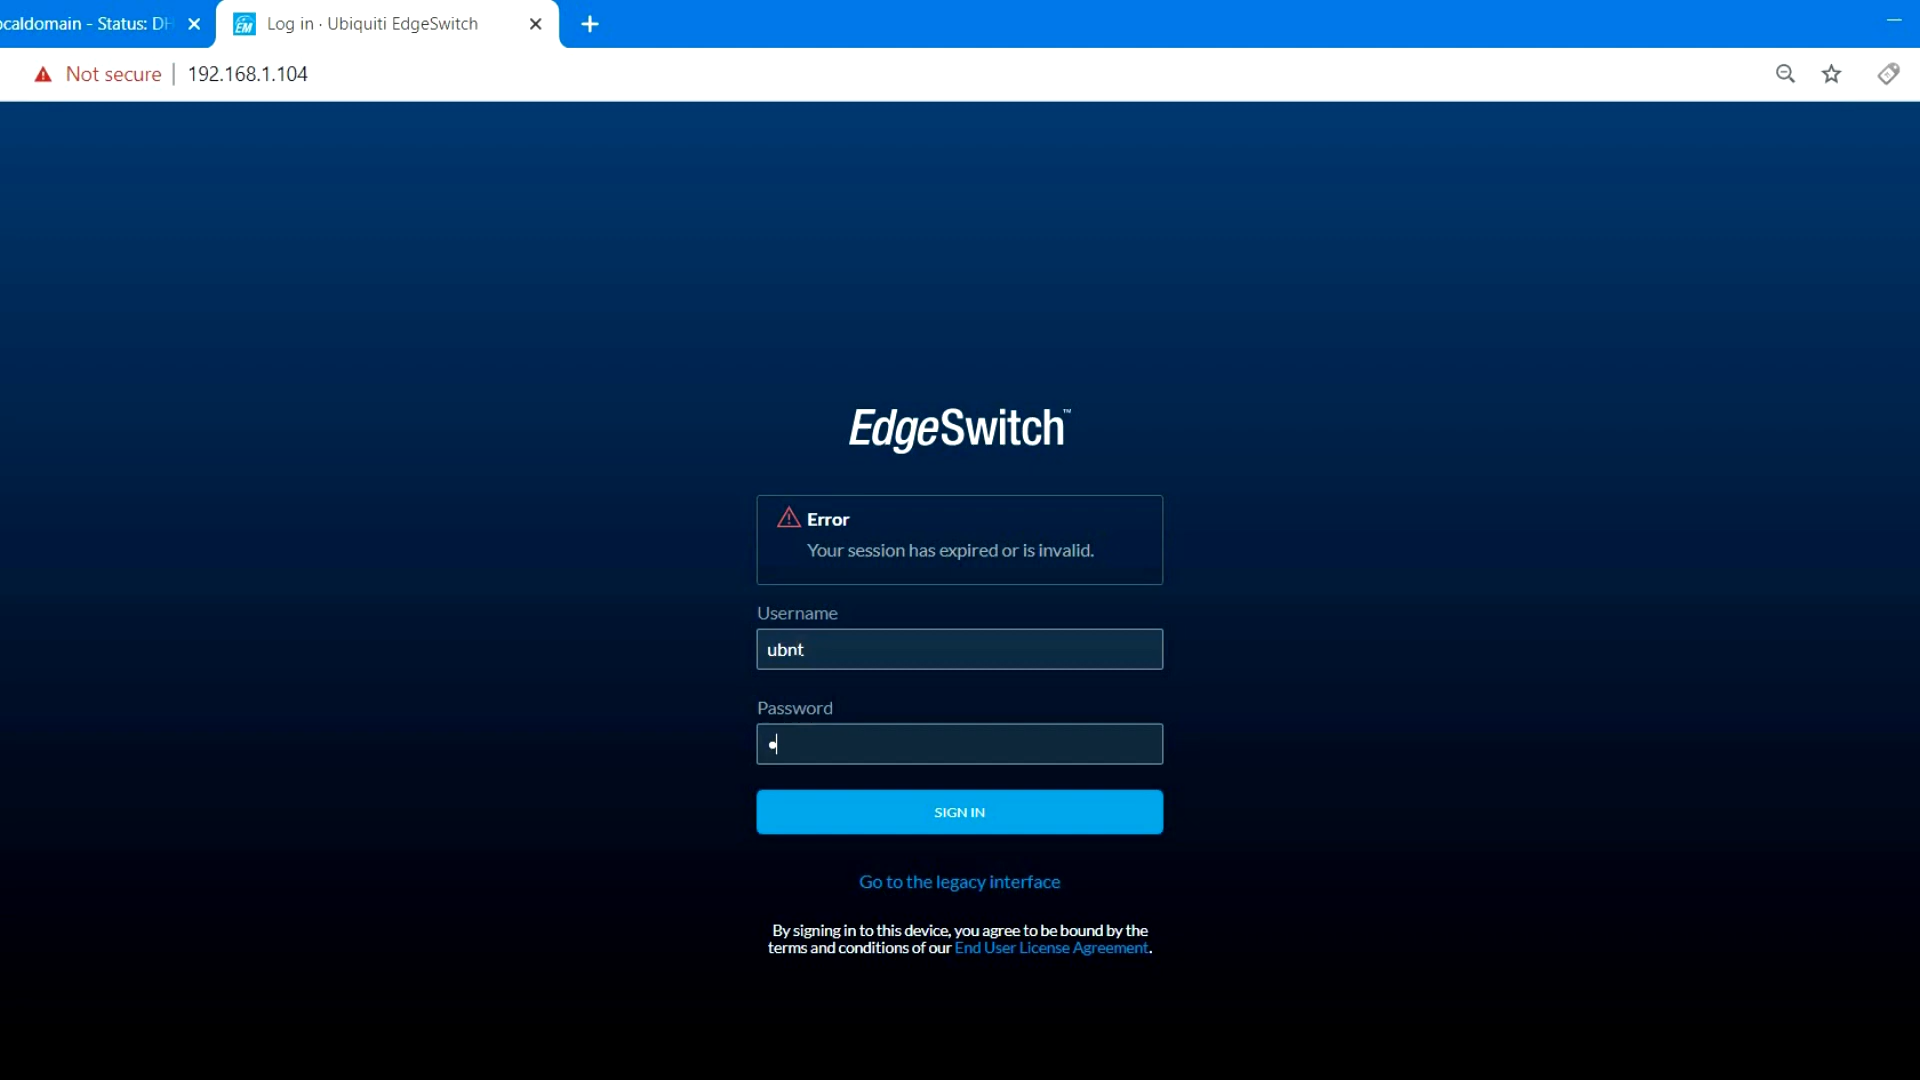 ocaldomain - Status: DH
Log in · Ubiquiti EdgeSwitch
Not secure
192.168.1.104
EdgeSwitch™
Error
Your session has expired or is invalid.
Username
ubnt
Password
SIGN IN
Go to the legacy interface
By signing in to this device, you agree to be bound by the
terms and conditions of our End User License Agreement.